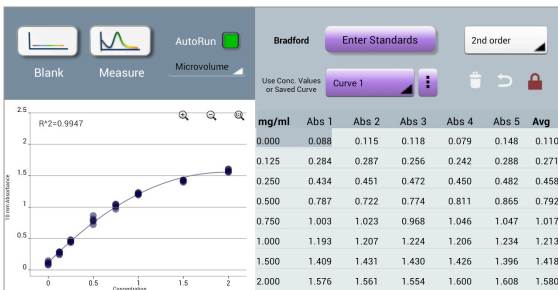 Blank
Measure
AutoRun
Microvolume
Bradford
Enter Standards
2nd order
Use Conc. Values
or Saved Curve
Curve 1
R^2=0.9947
2.5
2
1.5
1
0.5
0
10 mm Absorbance
0 0.5 1 1.5 2
Concentration
mg/ml Abs 1 Abs 2 Abs 3 Abs 4 Abs 5 Avg
0.000 0.088 0.115 0.118 0.079 0.148 0.110
0.125 0.284 0.287 0.256 0.242 0.288 0.271
0.250 0.434 0.451 0.472 0.450 0.482 0.458
0.500 0.787 0.722 0.774 0.811 0.865 0.792
0.750 1.003 1.023 0.968 1.046 1.047 1.017
1.000 1.193 1.207 1.224 1.206 1.234 1.213
1.500 1.409 1.431 1.430 1.426 1.396 1.418
2.000 1.576 1.561 1.554 1.600 1.608 1.580